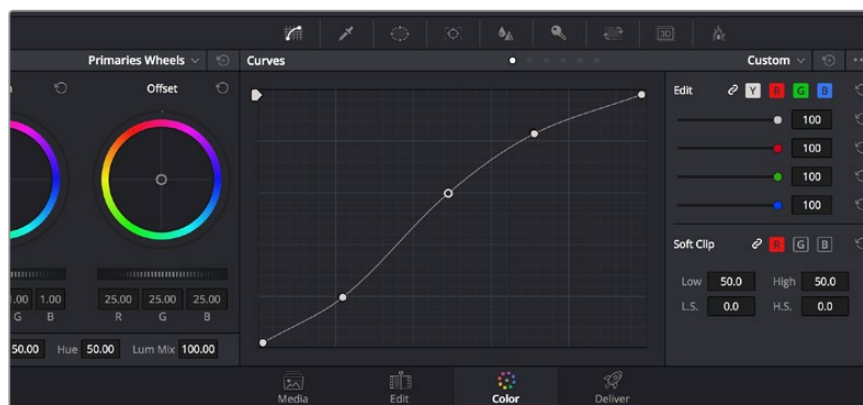 3D
Primaries Wheels
Curves
Custom
Offset
Edit Y R G B
100
100
100
100
Soft Clip R G B
Low 50.0 High 50.0
L.S. 0.0 H.S. 0.0
1.00 25.00 25.00 25.00
G B R G B
50.00 Hue 50.00 Lum Mix 100.00
Media Edit Color Deliver